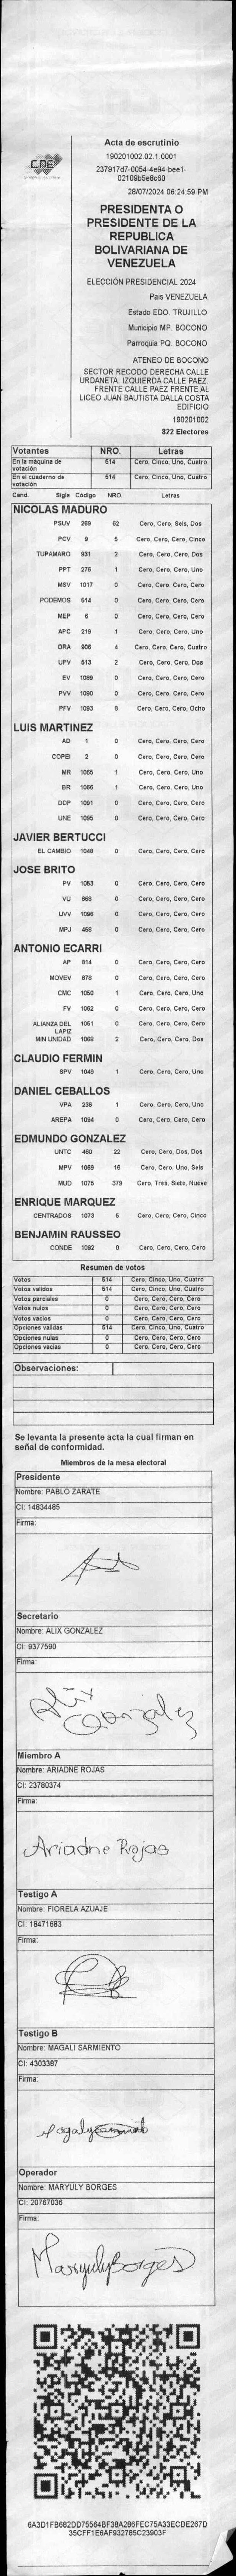 CNE
Acta de escrutinio
190201002.02.1.0001
237917d7-0054-4e94-bee1-
02109b5e8c60
28/07/2024 06:24:59 PM
PRESIDENTA O
PRESIDENTE DE LA
REPUBLICA
BOLIVARIANA DE
VENEZUELA
ELECCIÓN PRESIDENCIAL 2024
Pais VENEZUELA
Estado EDO. TRUJILLO
Municipio MP. BOCONO
Parroquia PQ. BOCONO
ATENEO DE BOCONO
SECTOR RECODO DERECHA CALLE
URDANETA. IZQUIERDA CALLE PAEZ.
FRENTE CALLE PAEZ FRENTE AL
LICEO JUAN BAUTISTA DALLA COSTA
EDIFICIO
190201002
822 Electores
Votantes NRO. Letras
En la máquina de votación 514 Cero, Cinco, Uno, Cuatro
En el cuaderno de votación 514 Cero, Cinco, Uno, Cuatro
Cand. Sigla Código NRO. Letras
NICOLAS MADURO
PSUV 269 62 Cero, Cero, Seis, Dos
PCV 9 5 Cero, Cero, Cero, Cinco
TUPAMARO 931 2 Cero, Cero, Cero, Dos
PPT 276 1 Cero, Cero, Cero, Uno
MSV 1017 0 Cero, Cero, Cero, Cero
PODEMOS 514 0 Cero, Cero, Cero, Cero
MEP 6 0 Cero, Cero, Cero, Cero
APC 219 1 Cero, Cero, Cero, Uno
ORA 906 4 Cero, Cero, Cero, Cuatro
UPV 513 2 Cero, Cero, Cero, Dos
EV 1089 0 Cero, Cero, Cero, Cero
PVV 1090 0 Cero, Cero, Cero, Cero
PFV 1093 8 Cero, Cero, Cero, Ocho
LUIS MARTINEZ
AD 1 0 Cero, Cero, Cero, Cero
COPEI 2 0 Cero, Cero, Cero, Cero
MR 1065 1 Cero, Cero, Cero, Uno
BR 1066 1 Cero, Cero, Cero, Uno
DDP 1091 0 Cero, Cero, Cero, Cero
UNE 1095 0 Cero, Cero, Cero, Cero
JAVIER BERTUCCI
EL CAMBIO 1048 0 Cero, Cero, Cero, Cero
JOSE BRITO
PV 1053 0 Cero, Cero, Cero, Cero
VU 868 0 Cero, Cero, Cero, Cero
UVV 1096 0 Cero, Cero, Cero, Cero
MPJ 458 0 Cero, Cero, Cero, Cero
ANTONIO ECARRI
AP 814 0 Cero, Cero, Cero, Cero
MOVEV 878 0 Cero, Cero, Cero, Cero
CMC 1050 1 Cero, Cero, Cero, Uno
FV 1062 0 Cero, Cero, Cero, Cero
ALIANZA DEL LAPIZ 1051 0 Cero, Cero, Cero, Cero
MIN UNIDAD 1068 2 Cero, Cero, Cero, Dos
CLAUDIO FERMIN
SPV 1049 1 Cero, Cero, Cero, Uno
DANIEL CEBALLOS
VPA 236 1 Cero, Cero, Cero, Uno
AREPA 1094 0 Cero, Cero, Cero, Cero
EDMUNDO GONZALEZ
UNTC 460 22 Cero, Cero, Dos, Dos
MPV 1069 16 Cero, Cero, Uno, Seis
MUD 1075 379 Cero, Tres, Siete, Nueve
ENRIQUE MARQUEZ
CENTRADOS 1073 5 Cero, Cero, Cero, Cinco
BENJAMIN RAUSSEO
CONDE 1092 0 Cero, Cero, Cero, Cero
Resumen de votos
Votos 514 Cero, Cinco, Uno, Cuatro
Votos validos 514 Cero, Cinco, Uno, Cuatro
Votos parciales 0 Cero, Cero, Cero, Cero
Votos nulos 0 Cero, Cero, Cero, Cero
Votos vacios 0 Cero, Cero, Cero, Cero
Opciones validas 514 Cero, Cinco, Uno, Cuatro
Opciones nulas 0 Cero, Cero, Cero, Cero
Opciones vacias 0 Cero, Cero, Cero, Cero
Observaciones:
Se levanta la presente acta la cual firman en
señal de conformidad.
Miembros de la mesa electoral
Presidente
Nombre: PABLO ZARATE
CI: 14834485
Firma:
Secretario
Nombre: ALIX GONZALEZ
CI: 9377590
Firma:
Alix
Gonzalez
Miembro A
Nombre: ARIADNE ROJAS
CI: 23780374
Firma:
Ariadne Rojas
Testigo A
Nombre: FIORELA AZUAJE
CI: 18471683
Firma:
Testigo B
Nombre: MAGALI SARMIENTO
CI: 4303387
Firma:
Operador
Nombre: MARYULY BORGES
CI: 20767036
Firma:
Maryuly Borges
6A3D1FB682DD75564BF38A286FEC75A33ECDE267D
35CFF1E6AF932785C23903F